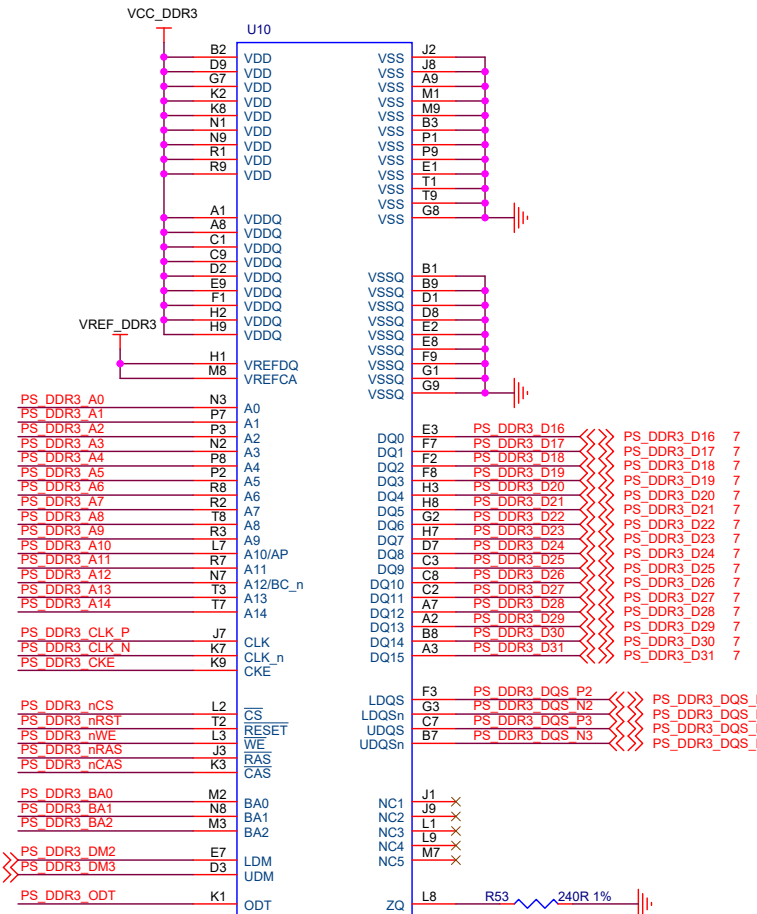 VCC_DDR3
U10
B2 VDD VSS J2
D9 VDD VSS J8
G7 VDD VSS A9
K2 VDD VSS M1
K8 VDD VSS M9
N1 VDD VSS B3
N9 VDD VSS P1
R1 VDD VSS P9
R9 VDD VSS E1
VSS T1
VSS T9
A1 VDDQ VSS G8
A8 VDDQ
C1 VDDQ
C9 VDDQ
D2 VDDQ VSSQ B1
E9 VDDQ VSSQ B9
F1 VDDQ VSSQ D1
H2 VDDQ VSSQ D8
H9 VDDQ VSSQ E2
VREF_DDR3
VSSQ E8
H1 VREFDQ VSSQ F9
M8 VREFCA VSSQ G1
VSSQ G9
PS_DDR3_A0 N3 A0
PS_DDR3_A1 P7 A1
PS_DDR3_A2 P3 A2 DQ0 E3 PS_DDR3_D16 PS_DDR3_D16 7
PS_DDR3_A3 N2 A3 DQ1 F7 PS_DDR3_D17 PS_DDR3_D17 7
PS_DDR3_A4 P8 A4 DQ2 F2 PS_DDR3_D18 PS_DDR3_D18 7
PS_DDR3_A5 P2 A5 DQ3 F8 PS_DDR3_D19 PS_DDR3_D19 7
PS_DDR3_A6 R8 A6 DQ4 H3 PS_DDR3_D20 PS_DDR3_D20 7
PS_DDR3_A7 R2 A7 DQ5 H8 PS_DDR3_D21 PS_DDR3_D21 7
PS_DDR3_A8 T8 A8 DQ6 G2 PS_DDR3_D22 PS_DDR3_D22 7
PS_DDR3_A9 R3 A9 DQ7 H7 PS_DDR3_D23 PS_DDR3_D23 7
PS_DDR3_A10 L7 A10/AP DQ8 D7 PS_DDR3_D24 PS_DDR3_D24 7
PS_DDR3_A11 R7 A11 DQ9 C3 PS_DDR3_D25 PS_DDR3_D25 7
PS_DDR3_A12 N7 A12/BC_n DQ10 C8 PS_DDR3_D26 PS_DDR3_D26 7
PS_DDR3_A13 T3 A13 DQ11 C2 PS_DDR3_D27 PS_DDR3_D27 7
PS_DDR3_A14 T7 A14 DQ12 A7 PS_DDR3_D28 PS_DDR3_D28 7
DQ13 A2 PS_DDR3_D29 PS_DDR3_D29 7
PS_DDR3_CLK_P J7 CLK DQ14 B8 PS_DDR3_D30 PS_DDR3_D30 7
PS_DDR3_CLK_N K7 CLK_n DQ15 A3 PS_DDR3_D31 PS_DDR3_D31 7
PS_DDR3_CKE K9 CKE
LDQS F3 PS_DDR3_DQS_P2 PS_DDR3_DQS_
PS_DDR3_nCS L2 CS LDQSn G3 PS_DDR3_DQS_N2 PS_DDR3_DQS_
PS_DDR3_nRST T2 RESET UDQS C7 PS_DDR3_DQS_P3 PS_DDR3_DQS_
PS_DDR3_nWE L3 WE UDQSn B7 PS_DDR3_DQS_N3 PS_DDR3_DQS_
PS_DDR3_nRAS J3 RAS
PS_DDR3_nCAS K3 CAS
PS_DDR3_BA0 M2 BA0 NC1 J1
PS_DDR3_BA1 N8 BA1 NC2 J9
PS_DDR3_BA2 M3 BA2 NC3 L1
NC4 L9
PS_DDR3_DM2 E7 LDM NC5 M7
PS_DDR3_DM3 D3 UDM
PS_DDR3_ODT K1 ODT ZQ L8 R53 240R 1%